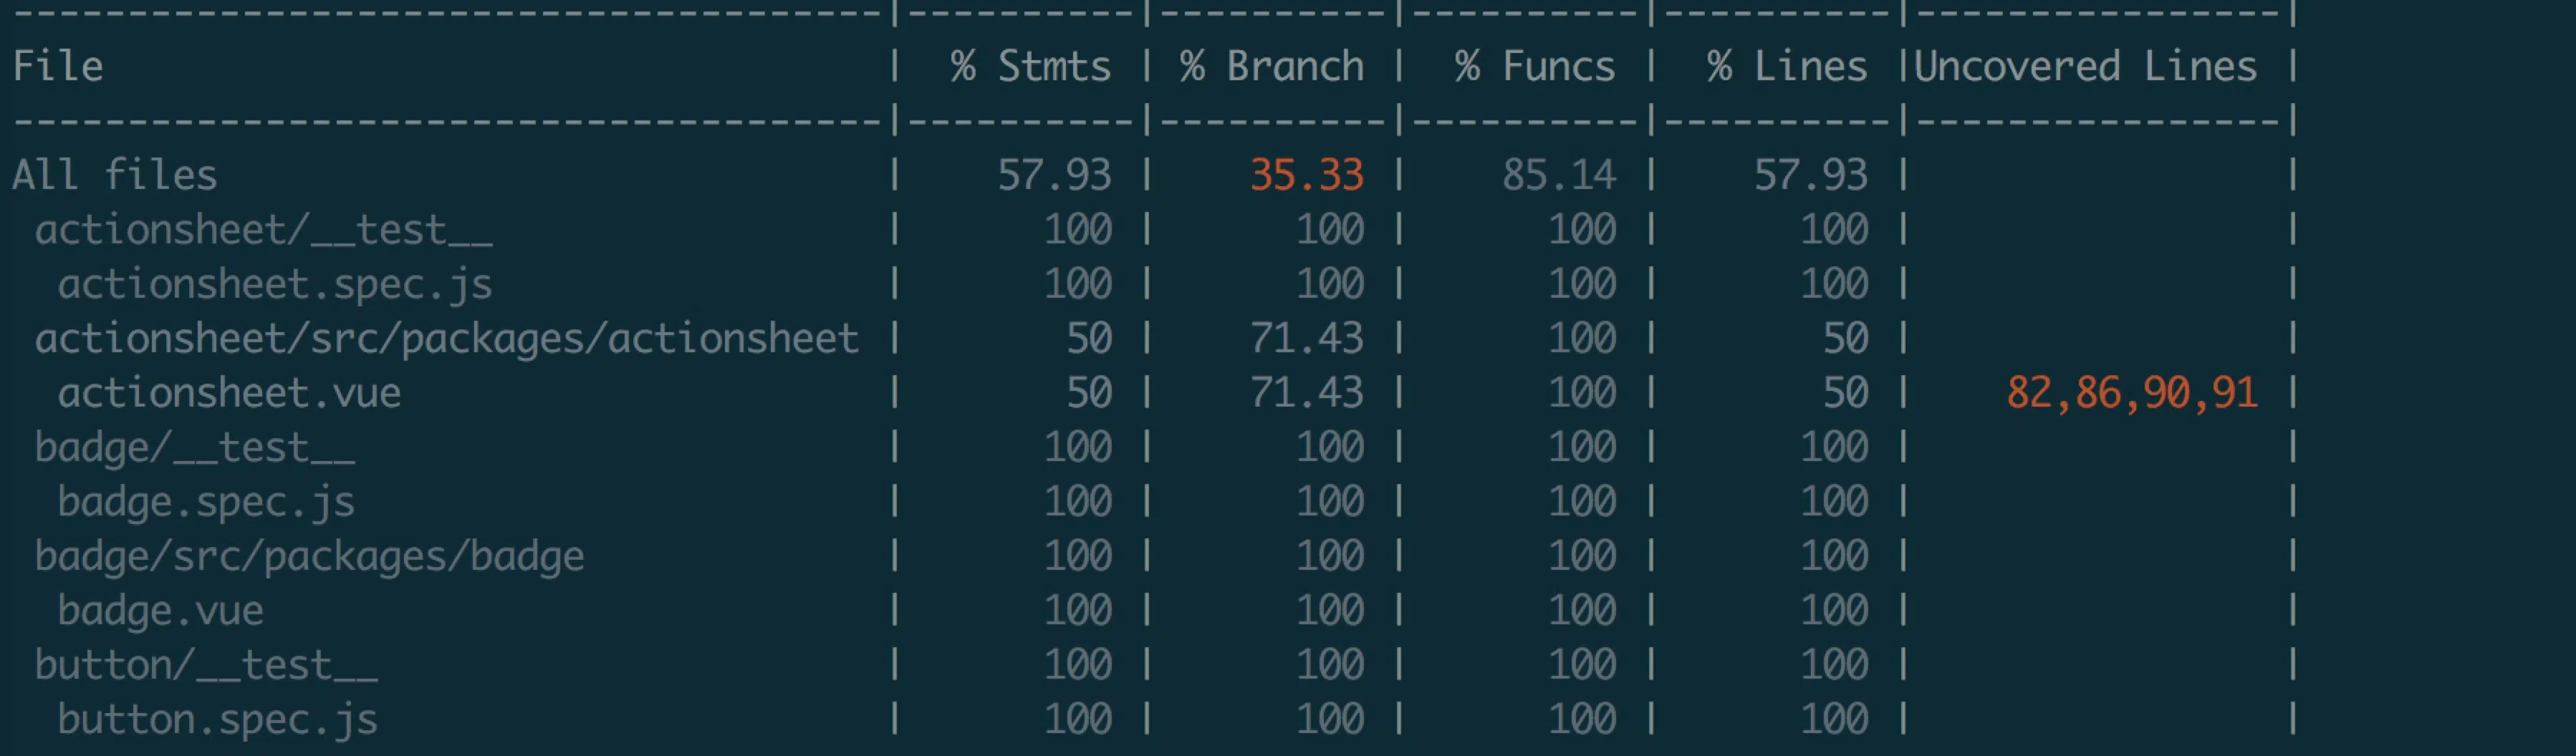 --------------------------------------|----------|----------|----------|----------|----------------|
File                                  |  % Stmts | % Branch |  % Funcs |  % Lines |Uncovered Lines |
--------------------------------------|----------|----------|----------|----------|----------------|
All files                             |    57.93 |    35.33 |    85.14 |    57.93 |                |
 actionsheet/__test__                 |      100 |      100 |      100 |      100 |                |
  actionsheet.spec.js                 |      100 |      100 |      100 |      100 |                |
 actionsheet/src/packages/actionsheet |       50 |    71.43 |      100 |       50 |                |
  actionsheet.vue                     |       50 |    71.43 |      100 |       50 |    82,86,90,91 |
 badge/__test__                       |      100 |      100 |      100 |      100 |                |
  badge.spec.js                       |      100 |      100 |      100 |      100 |                |
 badge/src/packages/badge             |      100 |      100 |      100 |      100 |                |
  badge.vue                           |      100 |      100 |      100 |      100 |                |
 button/__test__                      |      100 |      100 |      100 |      100 |                |
  button.spec.js                      |      100 |      100 |      100 |      100 |                |